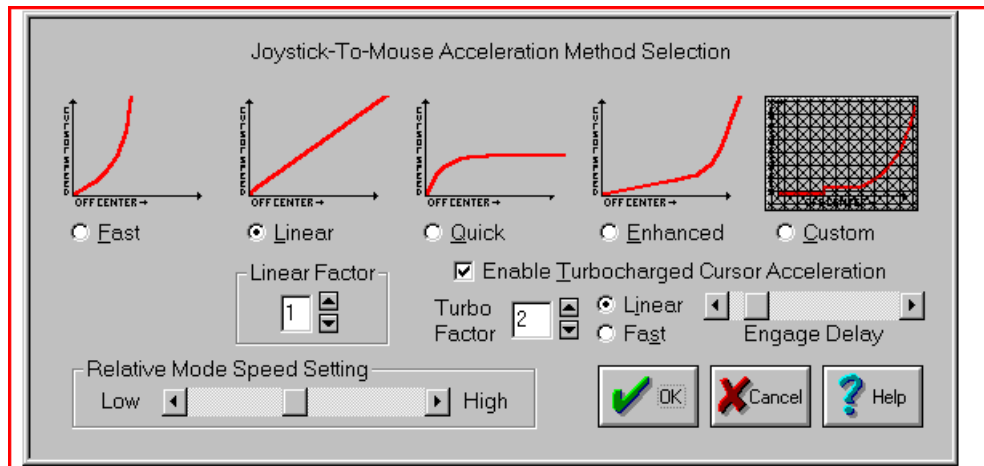 Joystick-To-Mouse Acceleration Method Selection
CURSOR SPEED
OFF CENTER→
CURSOR SPEED
OFF CENTER→
CURSOR SPEED
OFF CENTER→
CURSOR SPEED
OFF CENTER→
Fast
Linear
Quick
Enhanced
Custom
Linear Factor
1
Enable Turbocharged Cursor Acceleration
Turbo Factor
2
Linear
Fast
Engage Delay
Relative Mode Speed Setting
Low
High
OK
Cancel
Help